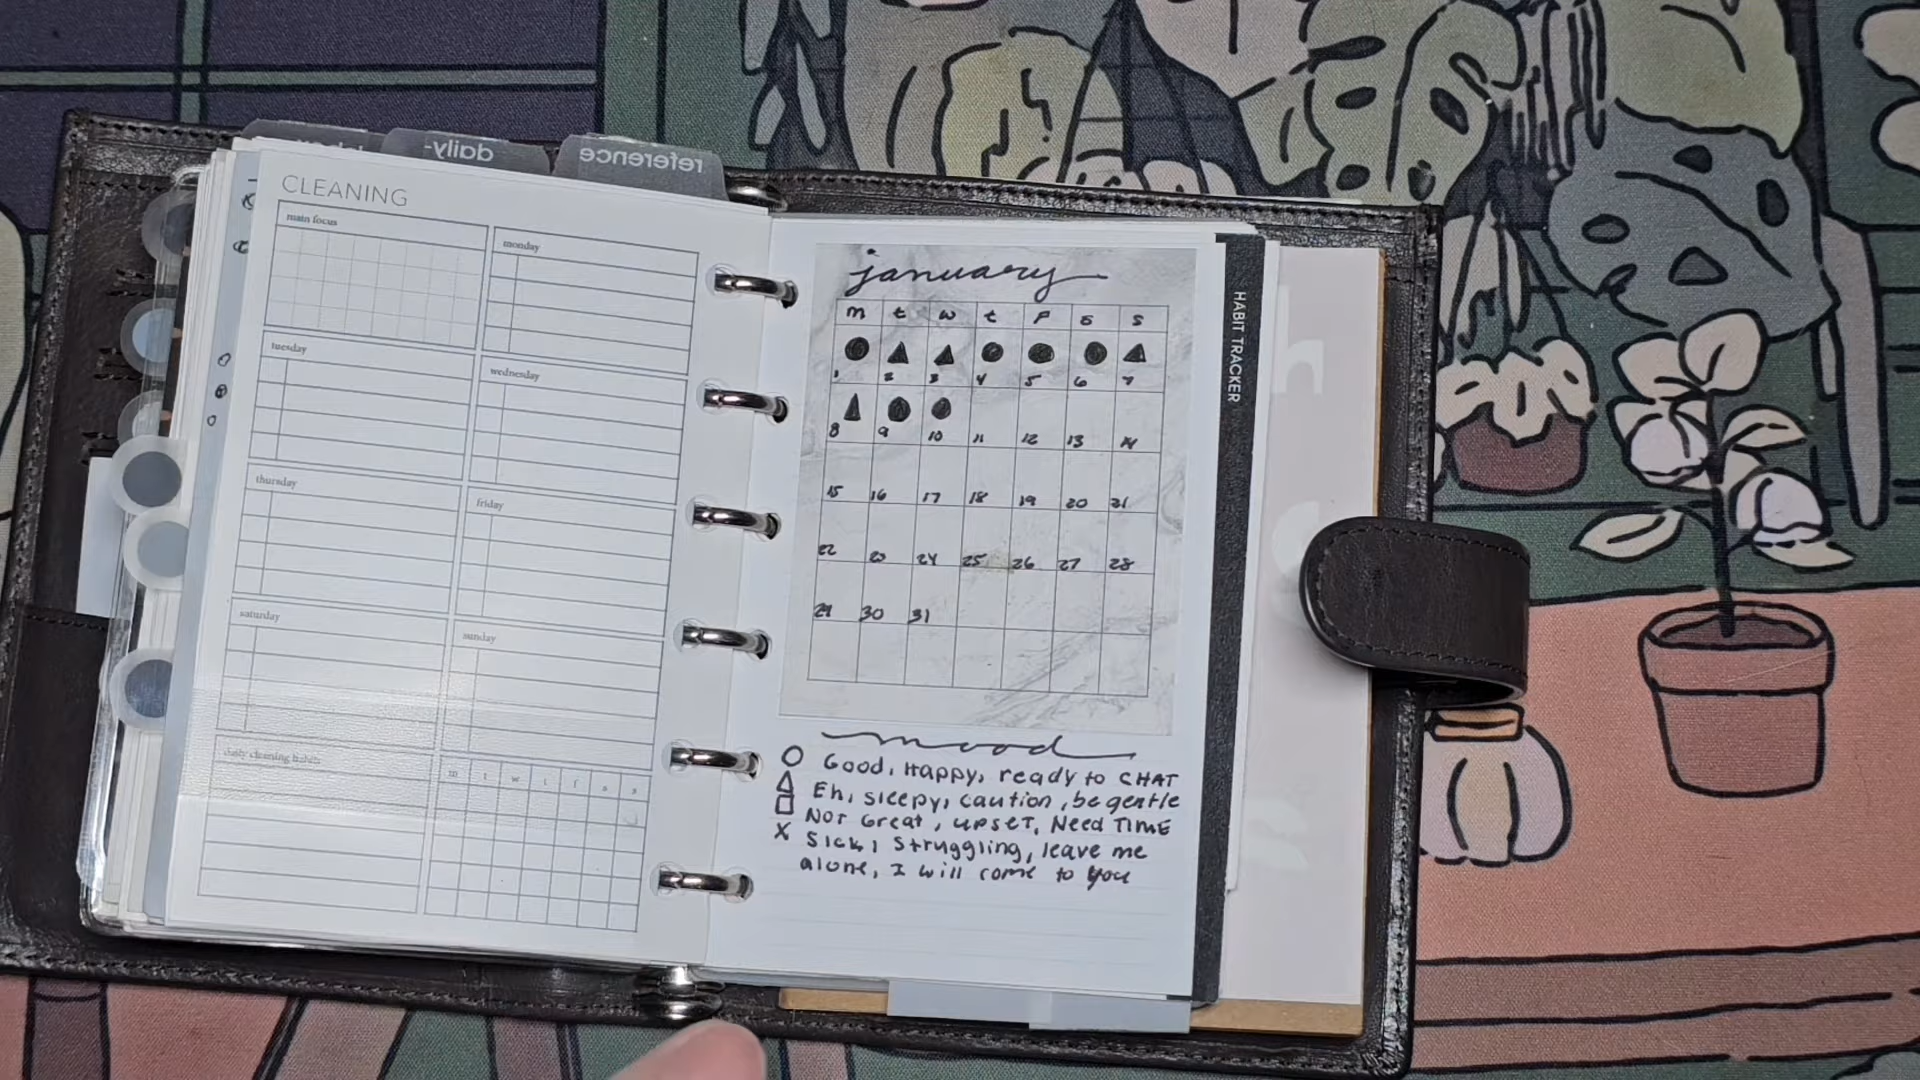 daily-
reference
CLEANING
main focus
monday
tuesday
wednesday
thursday
friday
saturday
sunday
daily cleaning habits
m t w t f s s
january
m t w t F S S
1 2 3 4 5 6 7
8 9 10 11 12 13 14
15 16 17 18 19 20 21
22 23 24 25 26 27 28
29 30 31
mood
Good, Happy, ready to CHAT
Eh, sleepy, caution, be gentle
Not Great, upset, Need TIME
X Sick, struggling, leave me
alone, I will come to you
HABIT TRACKER